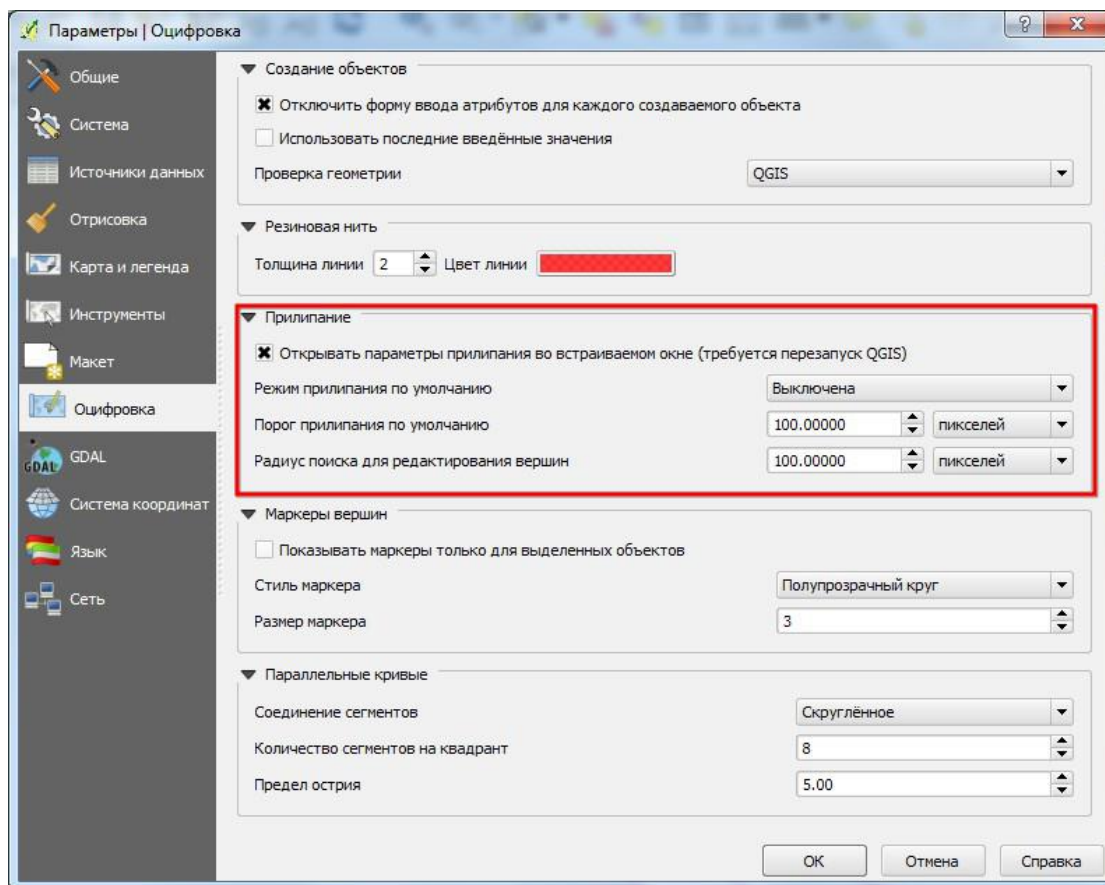 Параметры | Оцифровка
Общие
Система
Источники данных
Отрисовка
Карта и легенда
Инструменты
Макет
Оцифровка
GDAL
GDAL
Система координат
Язык
Сеть
Создание объектов
Отключить форму ввода атрибутов для каждого создаваемого объекта
Использовать последние введённые значения
Проверка геометрии QGIS
Резиновая нить
Толщина линии 2 Цвет линии
Прилипание
Открывать параметры прилипания во встраиваемом окне (требуется перезапуск QGIS)
Режим прилипания по умолчанию Выключена
Порог прилипания по умолчанию 100.00000 пикселей
Радиус поиска для редактирования вершин 100.00000 пикселей
Маркеры вершин
Показывать маркеры только для выделенных объектов
Стиль маркера Полупрозрачный круг
Размер маркера 3
Параллельные кривые
Соединение сегментов Скруглённое
Количество сегментов на квадрант 8
Предел острия 5.00
ОК Отмена Справка